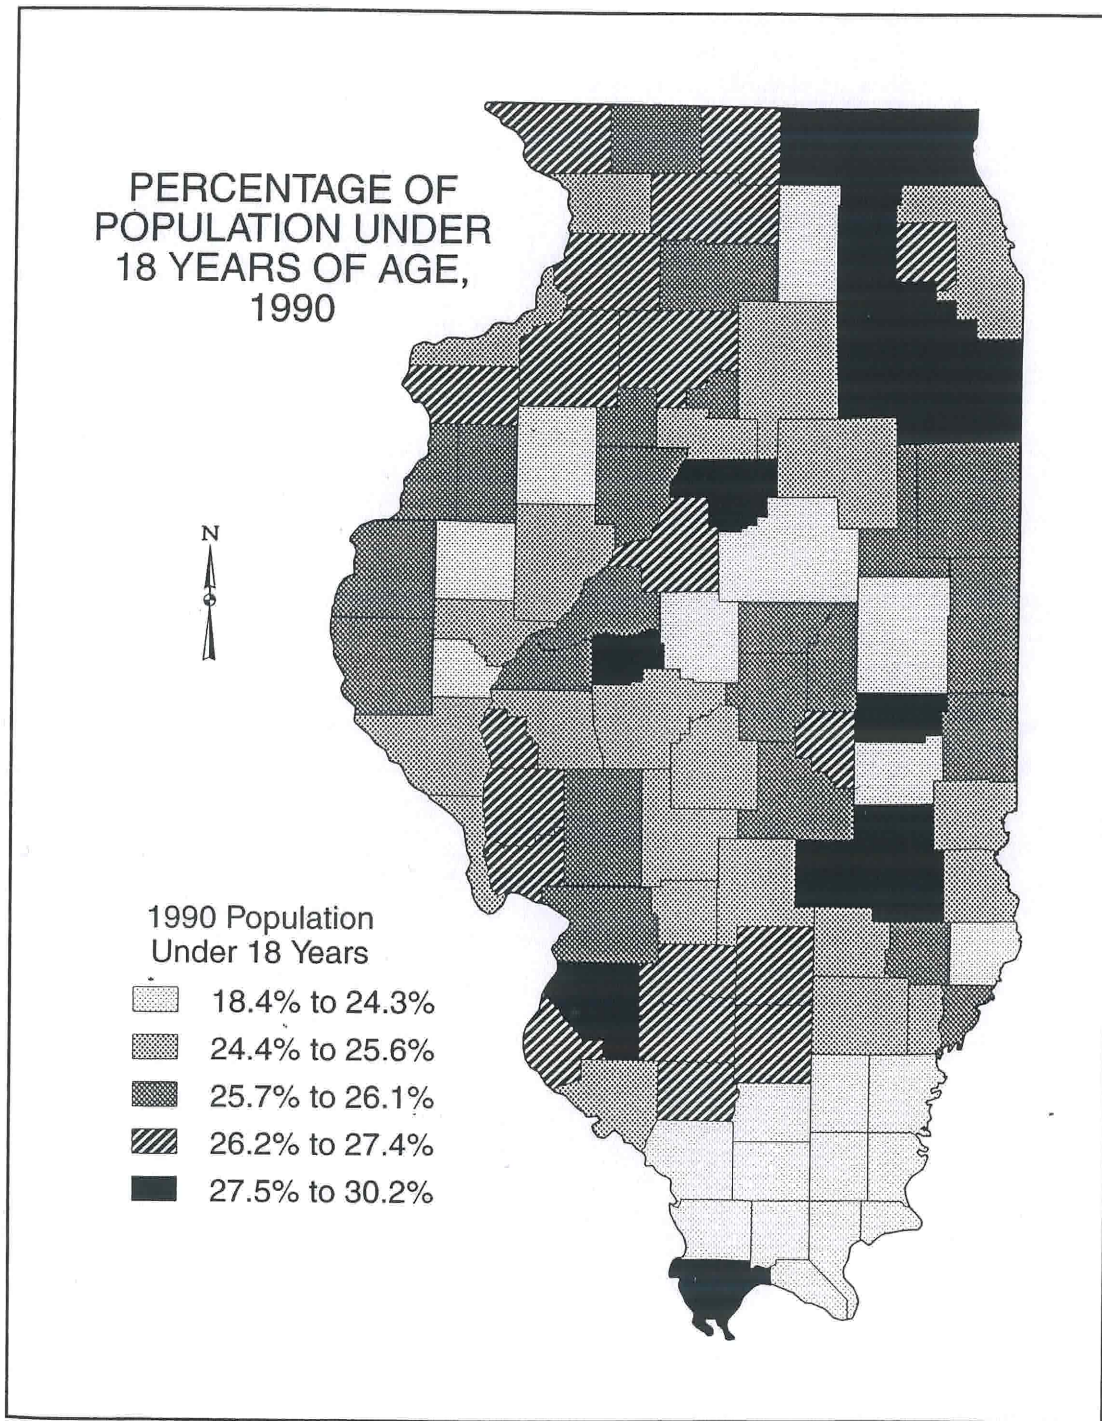 PERCENTAGE OF
POPULATION UNDER
18 YEARS OF AGE,
1990
N
1990 Population
Under 18 Years
18.4% to 24.3%
24.4% to 25.6%
25.7% to 26.1%
26.2% to 27.4%
27.5% to 30.2%